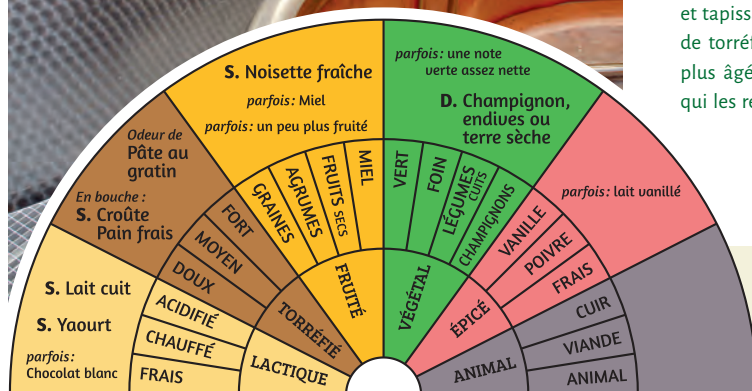 et tapiss
de torréf
plus âgé
qui les re
parfois : une note
verte assez nette
S. Noisette fraîche
parfois : Miel
parfois : un peu plus fruité
D. Champignon,
endives ou
terre sèche
Odeur de
Pâte au
gratin
En bouche :
S. Croûte
Pain frais
parfois : lait vanillé
S. Lait cuit
S. Yaourt
parfois :
Chocolat blanc
FRAIS
CHAUFFÉ
ACIDIFIÉ
DOUX
MOYEN
FORT
GRAINES
AGRUMES
FRUITS SECS
MIEL
VERT
FOIN
LÉGUMES CUITS
CHAMPIGNONS
VANILLE
POIVRE
FRAIS
CUIR
VIANDE
ANIMAL
LACTIQUE
TORRÉFIÉ
FRUITÉ
VÉGÉTAL
ÉPICÉ
ANIMAL